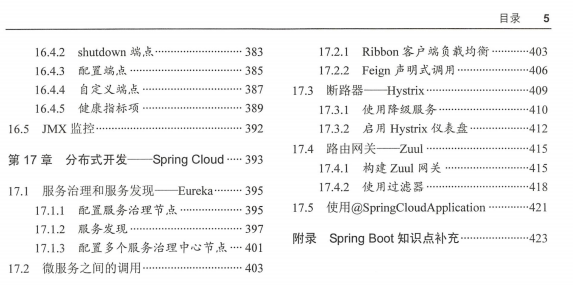 目录 5
16.4.2 shutdown 端点 383
16.4.3 配置端点 385
16.4.4 自定义端点 387
16.4.5 健康指标项 389
16.5 JMX 监控 392
第 17 章 分布式开发——Spring Cloud 393
17.1 服务治理和服务发现——Eureka 395
17.1.1 配置服务治理节点 395
17.1.2 服务发现 397
17.1.3 配置多个服务治理中心节点 401
17.2 微服务之间的调用 403
17.2.1 Ribbon 客户端负载均衡 403
17.2.2 Feign 声明式调用 406
17.3 断路器——Hystrix 409
17.3.1 使用降级服务 410
17.3.2 启用 Hystrix 仪表盘 412
17.4 路由网关——Zuul 415
17.4.1 构建 Zuul 网关 415
17.4.2 使用过滤器 418
17.5 使用@SpringCloudApplication 421
附录 Spring Boot 知识点补充 423